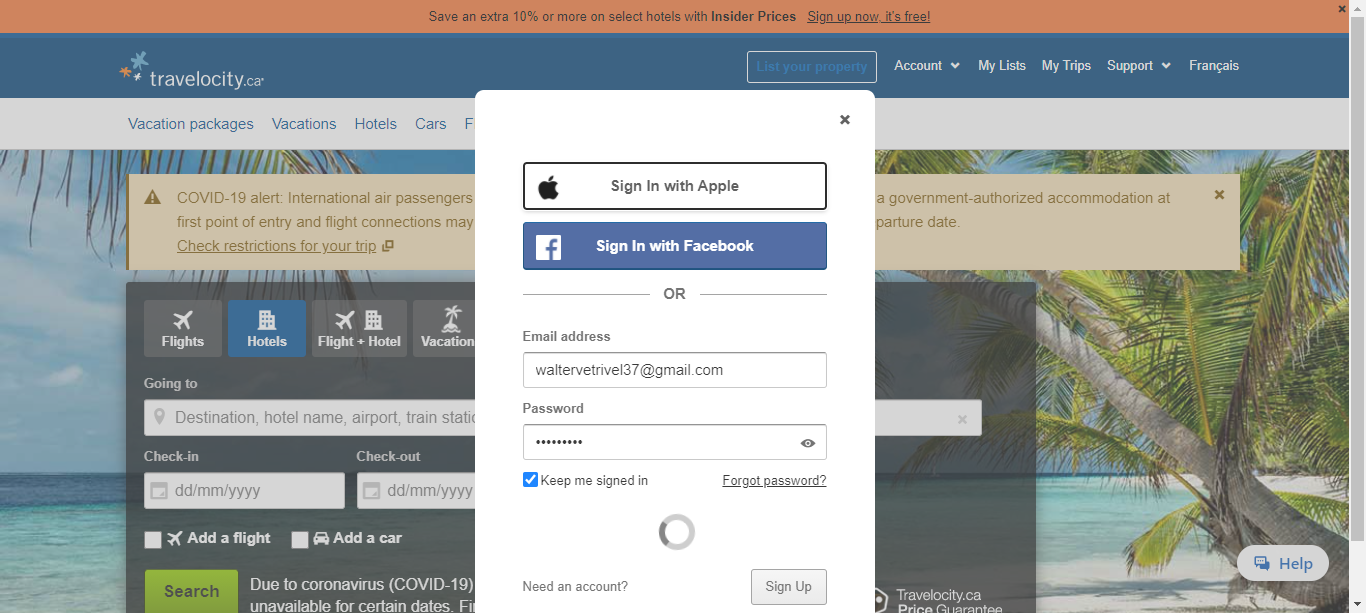 Save an extra 10% or more on select hotels with Insider Prices Sign up now, it's free!
travelocity.ca
List your property
Account
My Lists
My Trips
Support
Français
Vacation packages
Vacations
Hotels
Cars
F
COVID-19 alert: International air passengers
a government-authorized accommodation at
first point of entry and flight connections may
parture date.
Check restrictions for your trip
Sign In with Apple
Sign In with Facebook
OR
Email address
waltervetrivel37@gmail.com
Password
•••••••••
Keep me signed in
Forgot password?
Need an account?
Sign Up
Flights
Hotels
Flight + Hotel
Vacation
Going to
Destination, hotel name, airport, train static
Check-in
Check-out
dd/mm/yyyy
dd/mm/yyyy
Add a flight
Add a car
Search
Due to coronavirus (COVID-19)
unavailable for certain dates. Fi
Travelocity.ca
Price Guarantee
Help